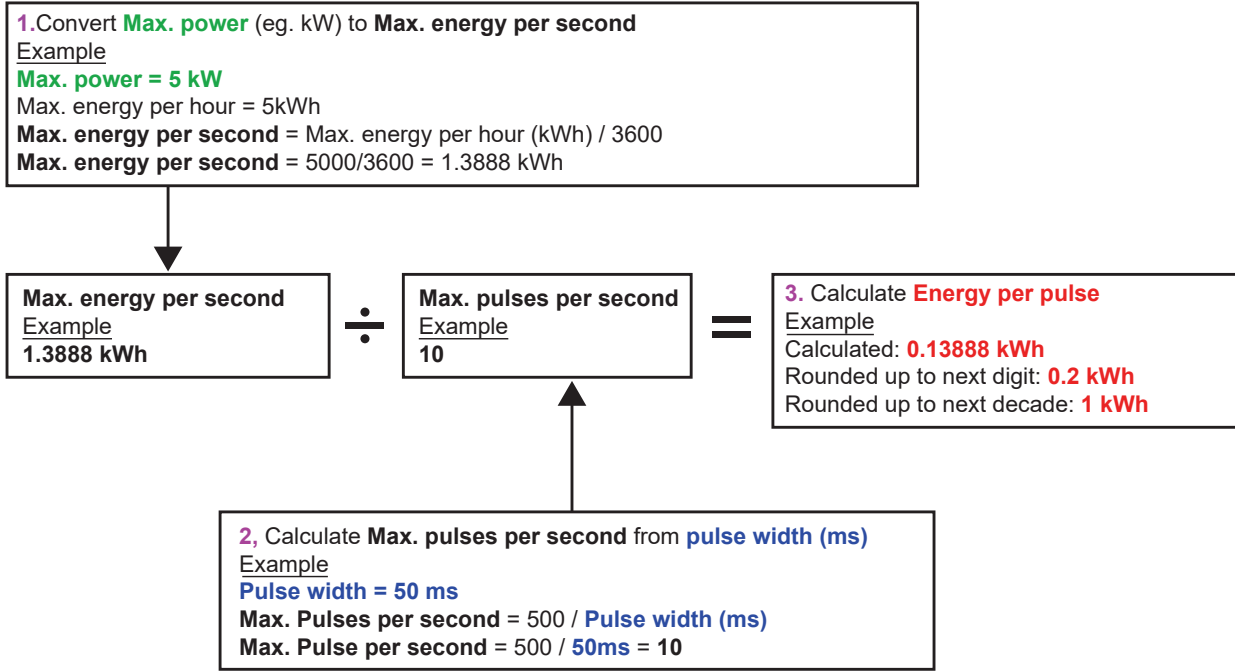 1.Convert Max. power (eg. kW) to Max. energy per second
Example
Max. power = 5 kW
Max. energy per hour = 5kWh
Max. energy per second = Max. energy per hour (kWh) / 3600
Max. energy per second = 5000/3600 = 1.3888 kWh
Max. energy per second
Example
1.3888 kWh
÷
Max. pulses per second
Example
10
=
3. Calculate Energy per pulse
Example
Calculated: 0.13888 kWh
Rounded up to next digit: 0.2 kWh
Rounded up to next decade: 1 kWh
2, Calculate Max. pulses per second from pulse width (ms)
Example
Pulse width = 50 ms
Max. Pulses per second = 500 / Pulse width (ms)
Max. Pulse per second = 500 / 50ms = 10